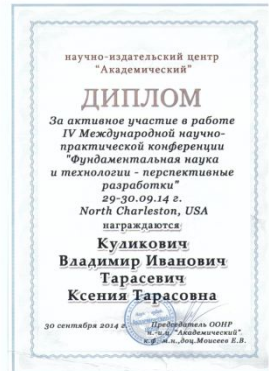 научно-издательский центр
"Академический"
ДИПЛОМ
За активное участие в работе
IV Международной научно-
практической конференции
"Фундаментальная наука
и технологии - перспективные
разработки"
29-30.09.14 г.
North Charleston, USA
награждаются
Куликович
Владимир Иванович
Тарасевич
Ксения Тарасовна
30 сентября 2014 г.
Председатель ООНР
н.-и.ц. "Академический"
к.ф.-м.н.,доц.Моисеев Е.В.